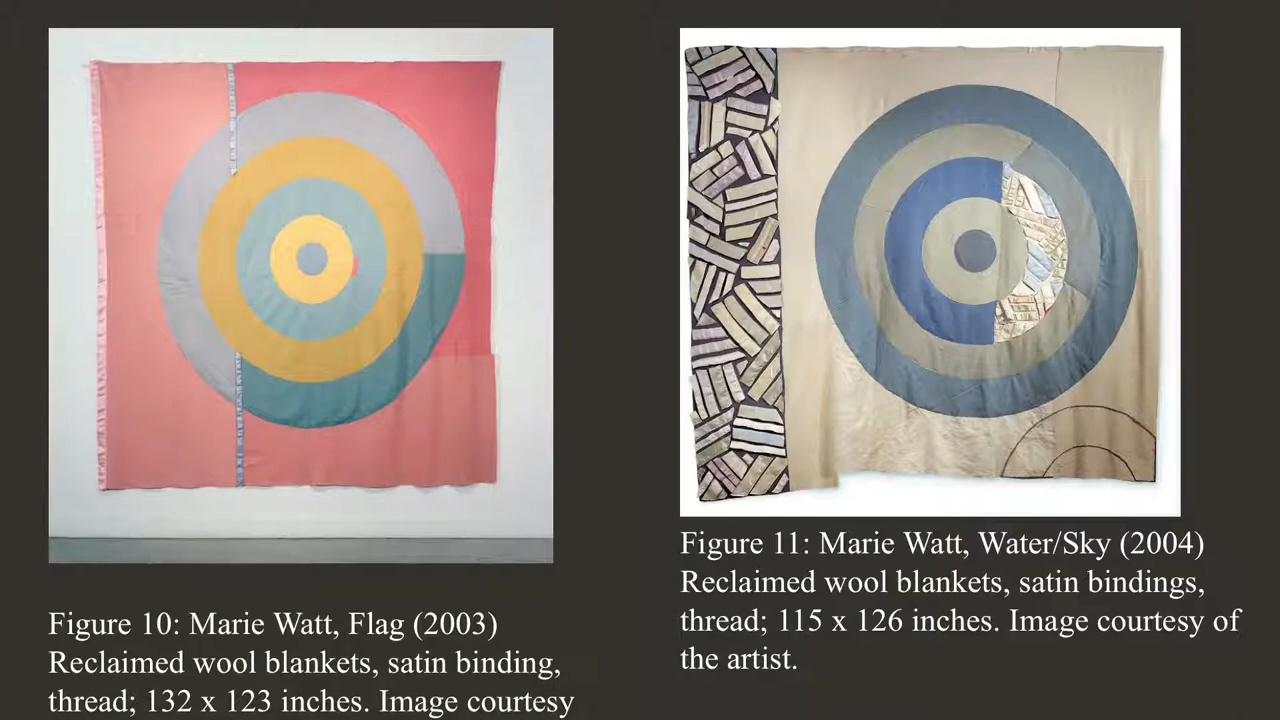 Figure 10: Marie Watt, Flag (2003)
Reclaimed wool blankets, satin binding,
thread; 132 x 123 inches. Image courtesy
Figure 11: Marie Watt, Water/Sky (2004)
Reclaimed wool blankets, satin bindings,
thread; 115 x 126 inches. Image courtesy of
the artist.